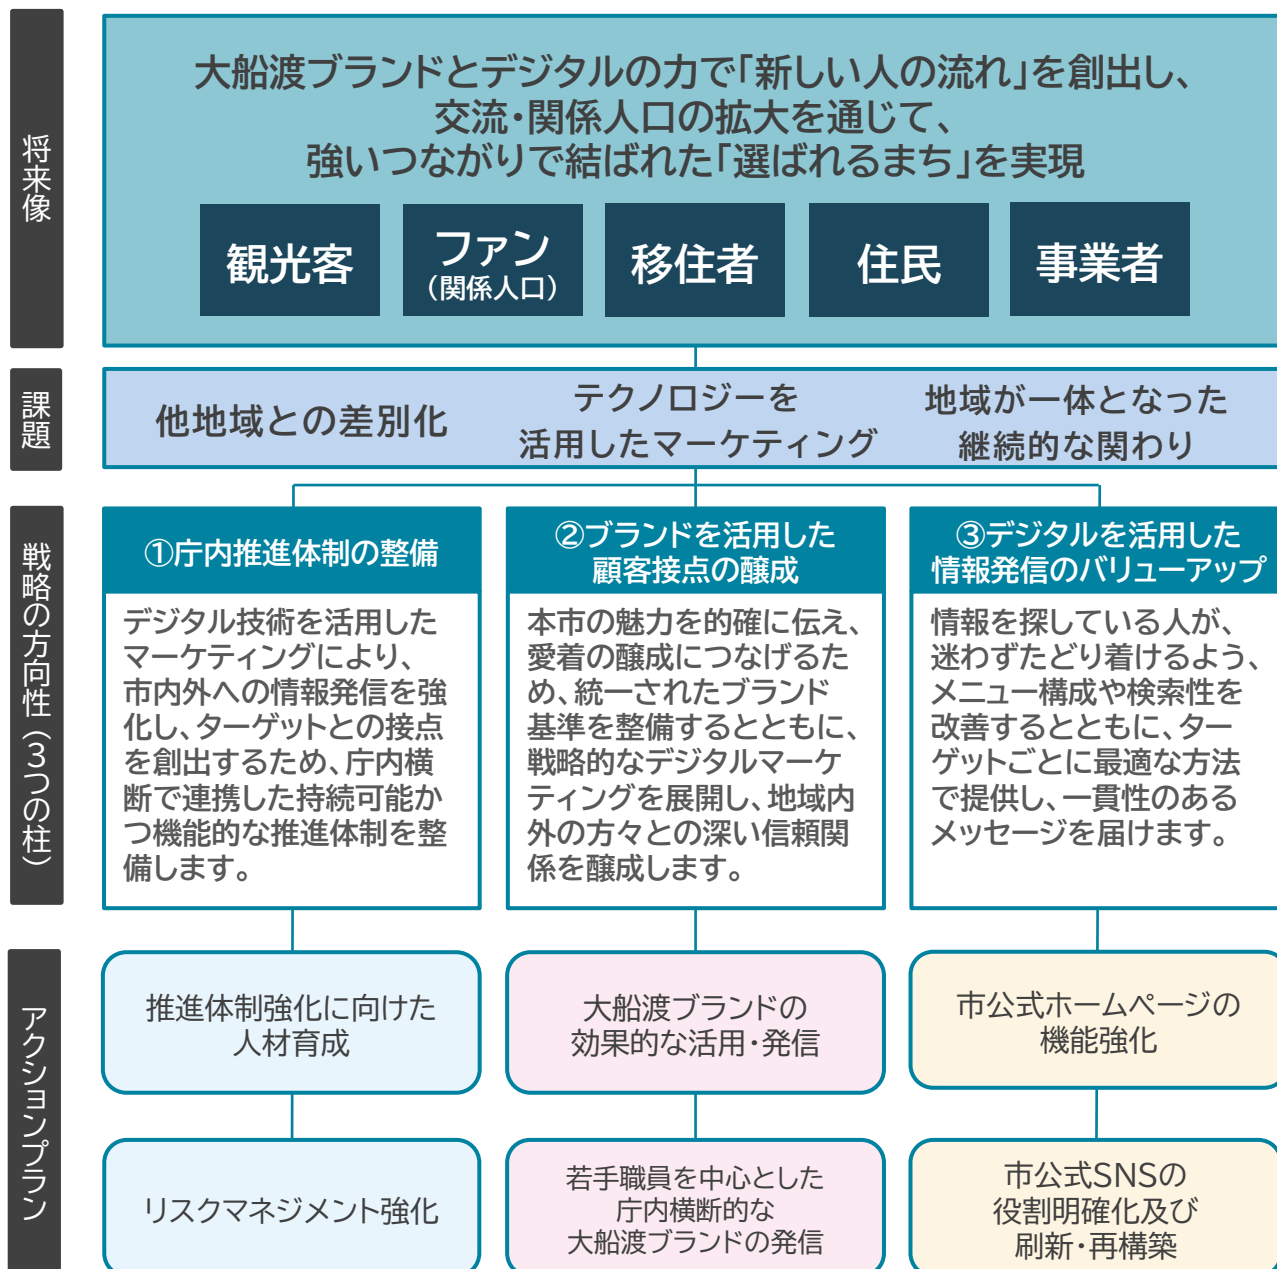 将来像
大船渡ブランドとデジタルの力で「新しい人の流れ」を創出し、
交流・関係人口の拡大を通じて、
強いつながりで結ばれた「選ばれるまち」を実現
観光客
ファン
（関係人口）
移住者
住民
事業者
課題
他地域との差別化
テクノロジーを
活用したマーケティング
地域が一体となった
継続的な関わり
戦略の方向性（3つの柱）
①庁内推進体制の整備
デジタル技術を活用した
マーケティングにより、
市内外への情報発信を強
化し、ターゲットとの接点
を創出するため、庁内横
断で連携した持続可能か
つ機能的な推進体制を整
備します。
②ブランドを活用した
顧客接点の醸成
本市の魅力を的確に伝え、
愛着の醸成につなげるた
め、統一されたブランド
基準を整備するとともに、
戦略的なデジタルマーケ
ティングを展開し、地域内
外の方々との深い信頼関
係を醸成します。
③デジタルを活用した
情報発信のバリューアップ
情報を探している人が、
迷わずたどり着けるよう、
メニュー構成や検索性を
改善するとともに、ター
ゲットごとに最適な方法
で提供し、一貫性のある
メッセージを届けます。
アクションプラン
推進体制強化に向けた
人材育成
大船渡ブランドの
効果的な活用・発信
市公式ホームページの
機能強化
リスクマネジメント強化
若手職員を中心とした
庁内横断的な
大船渡ブランドの発信
市公式SNSの
役割明確化及び
刷新・再構築